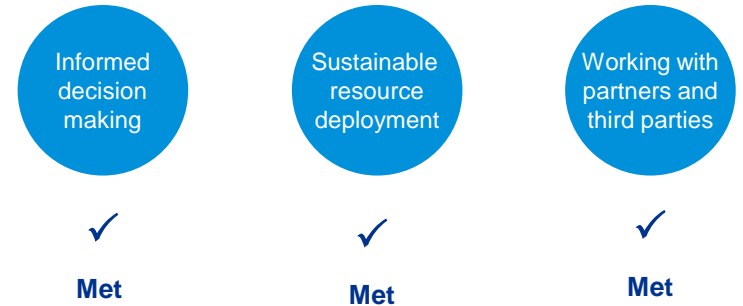 Informed
decision
making
Sustainable
resource
deployment
Working with
partners and
third parties
✓
✓
✓
Met
Met
Met